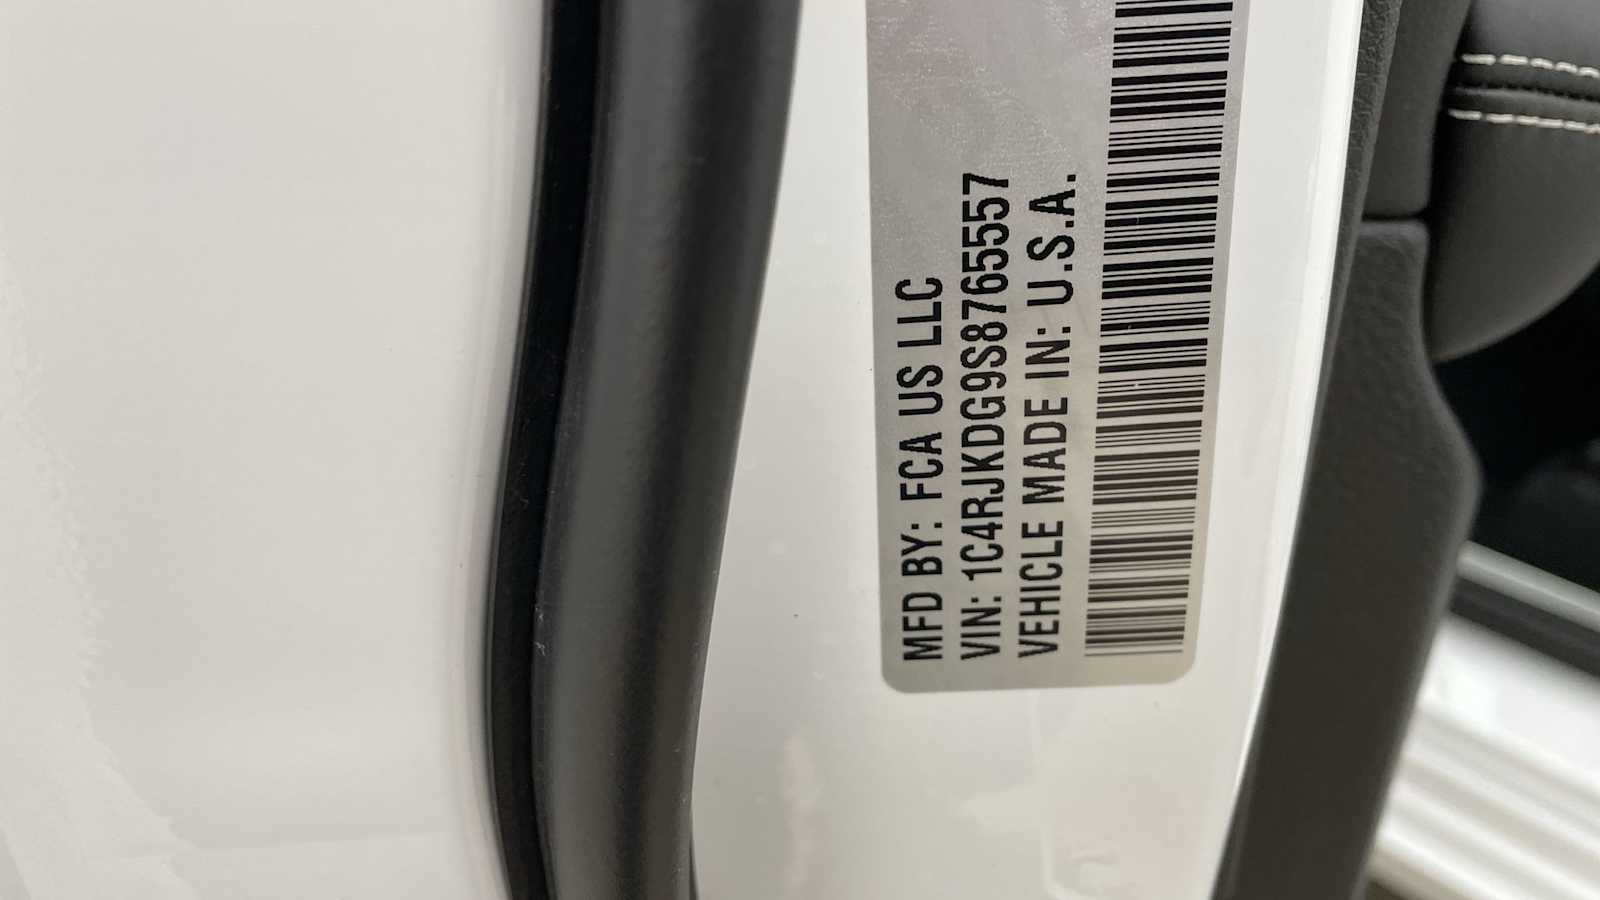 MFD BY: FCA US LLC
VIN: 1C4RJKDG9S8765557
VEHICLE MADE IN: U.S.A.